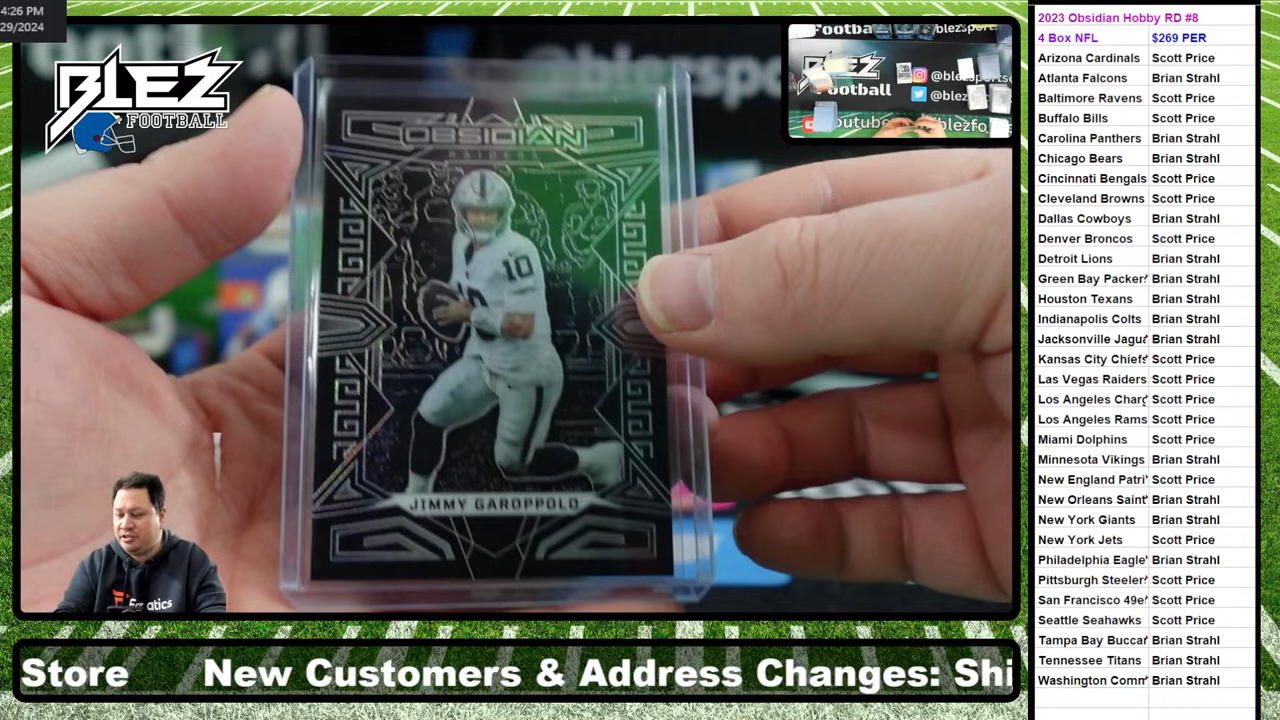 4:26 PM
29/2024
BLEZ
FOOTBALL
OBSIDIAN
RAIDERS
10
JIMMY GAROPPOLO
Fanatics
Football
/blezsport
BLEZ
@blezsports
Football
@blez
youtube
/blezfo
Store New Customers & Address Changes: Shi
2023 Obsidian Hobby RD #8
4 Box NFL $269 PER
Arizona Cardinals Scott Price
Atlanta Falcons Brian Strahl
Baltimore Ravens Scott Price
Buffalo Bills Scott Price
Carolina Panthers Brian Strahl
Chicago Bears Brian Strahl
Cincinnati Bengals Scott Price
Cleveland Browns Scott Price
Dallas Cowboys Brian Strahl
Denver Broncos Scott Price
Detroit Lions Brian Strahl
Green Bay Packer Brian Strahl
Houston Texans Brian Strahl
Indianapolis Colts Brian Strahl
Jacksonville Jagua Brian Strahl
Kansas City Chiefs Scott Price
Las Vegas Raiders Scott Price
Los Angeles Charg Scott Price
Los Angeles Rams Scott Price
Miami Dolphins Scott Price
Minnesota Vikings Brian Strahl
New England Patri Scott Price
New Orleans Saint Brian Strahl
New York Giants Brian Strahl
New York Jets Scott Price
Philadelphia Eagle Brian Strahl
Pittsburgh Steeler Scott Price
San Francisco 49e Scott Price
Seattle Seahawks Scott Price
Tampa Bay Buccar Brian Strahl
Tennessee Titans Brian Strahl
Washington Comm Brian Strahl